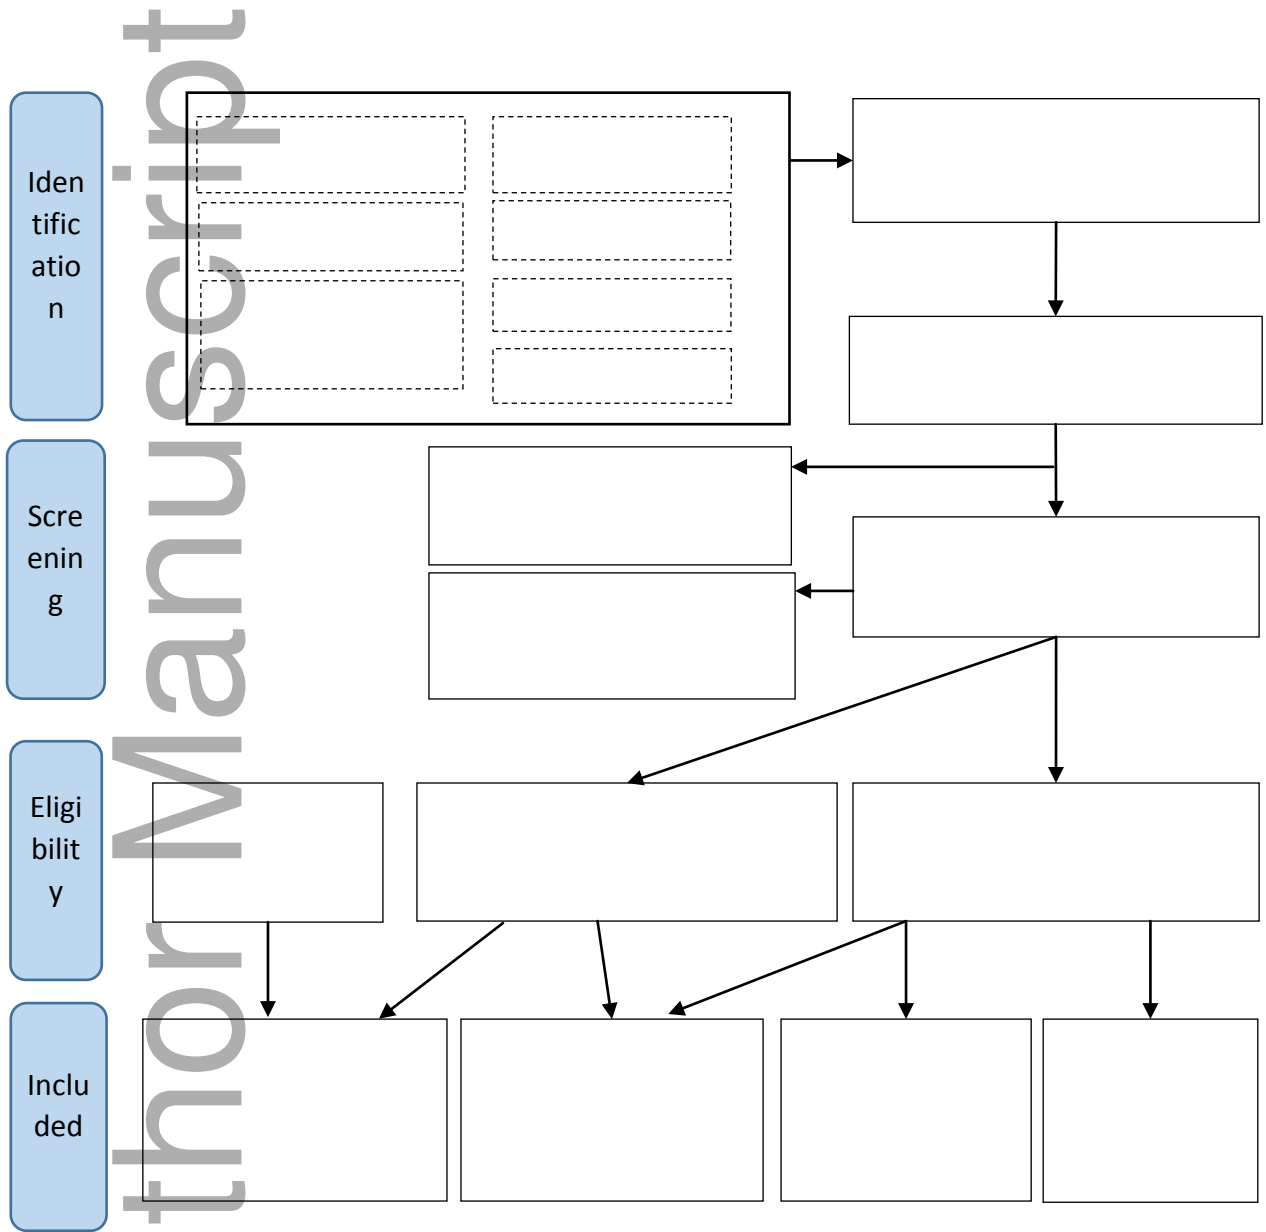 Iden
tific
atio
n
Scre
enin
g
Eligi
bilit
y
Inclu
ded
thor Manuscript